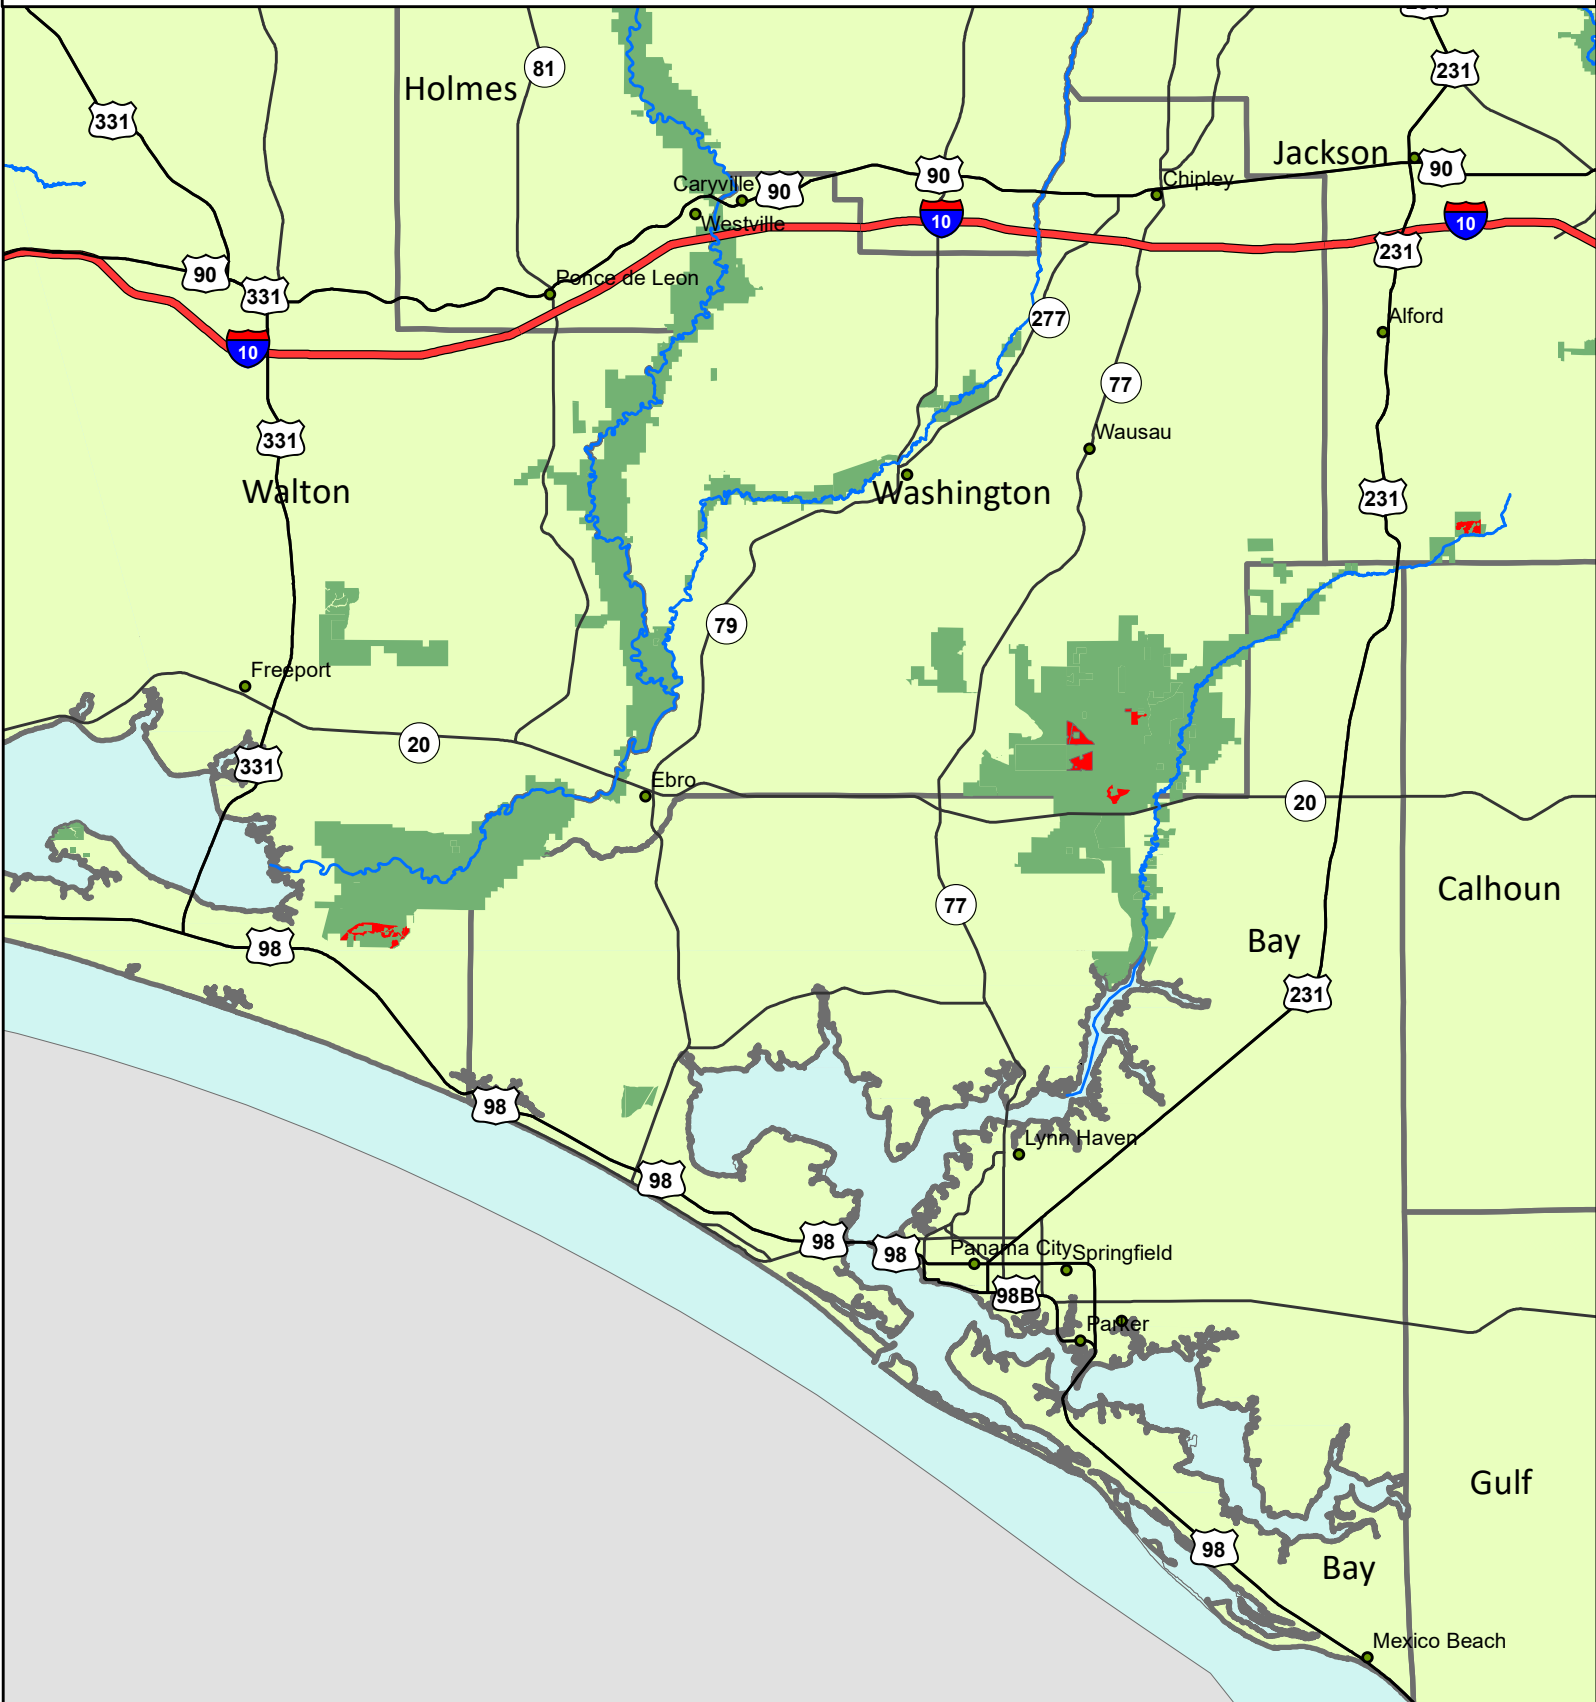 231
81
Holmes
231
331
Jackson
90
90
Caryville
90
Chipley
10
10
Westville
231
90
Ponce de Leon
331
277
Alford
10
77
331
Wausau
Walton
Washington
231
79
Freeport
20
331
Ebro
20
Calhoun
77
Bay
98
231
98
Lynn Haven
98
98
98
Panama City
Springfield
98B
Parker
Gulf
98
Bay
Mexico Beach